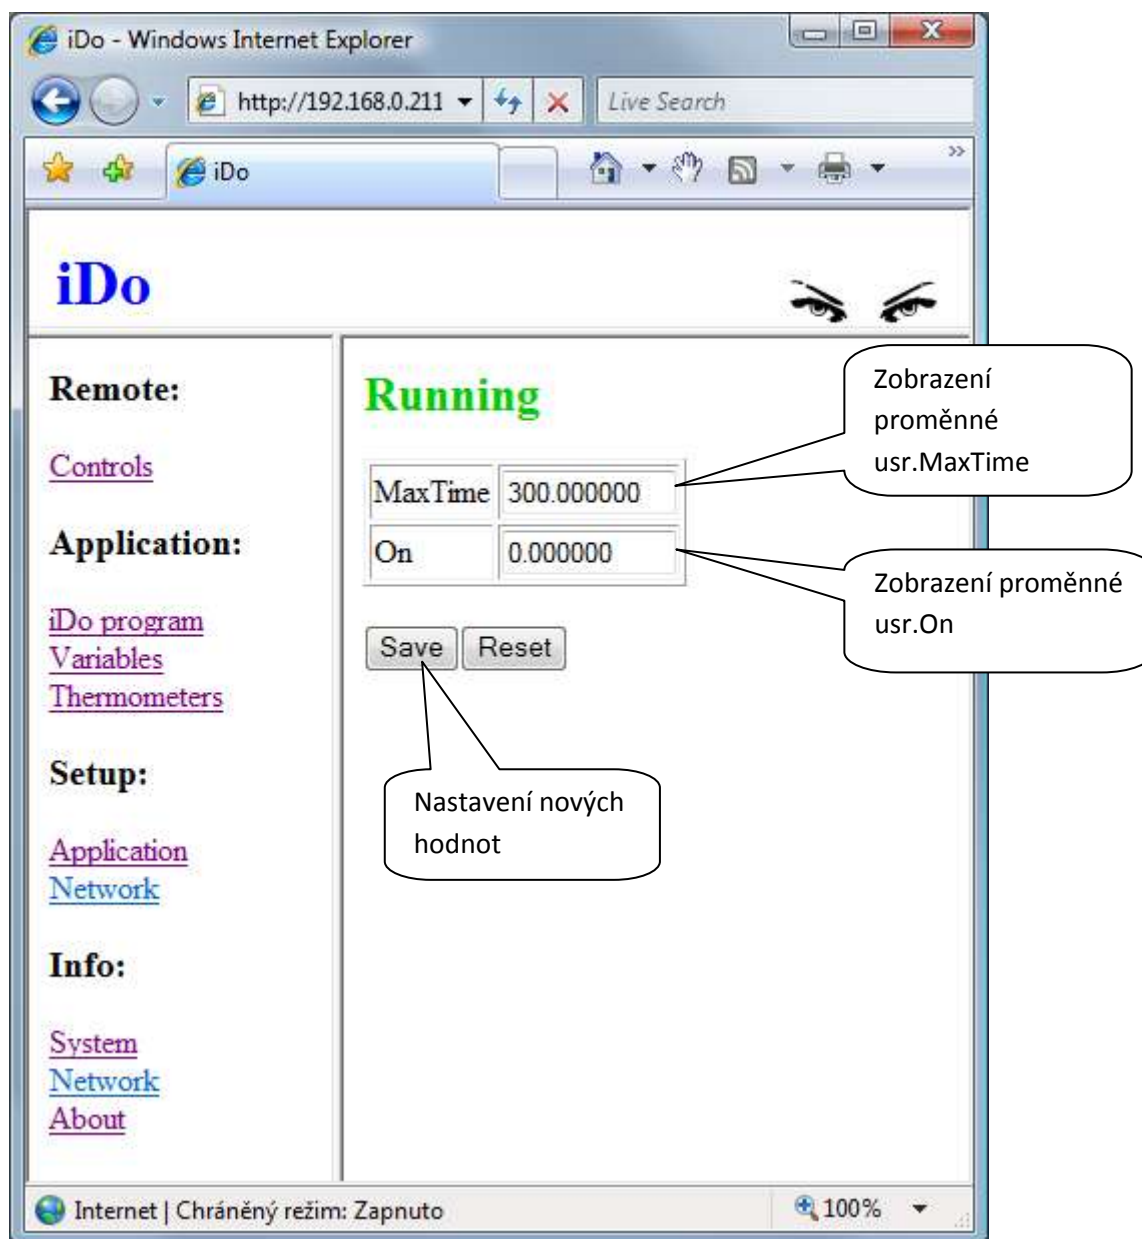 iDo - Windows Internet Explorer
http://192.168.0.211
Live Search
iDo
»
iDo
Remote:
Controls
Application:
iDo program
Variables
Thermometers
Setup:
Application
Network
Info:
System
Network
About
Running
MaxTime 300.000000
On 0.000000
Save Reset
Zobrazení
proměnné
usr.MaxTime
Zobrazení proměnné
usr.On
Nastavení nových
hodnot
Internet | Chráněný režim: Zapnuto
100%